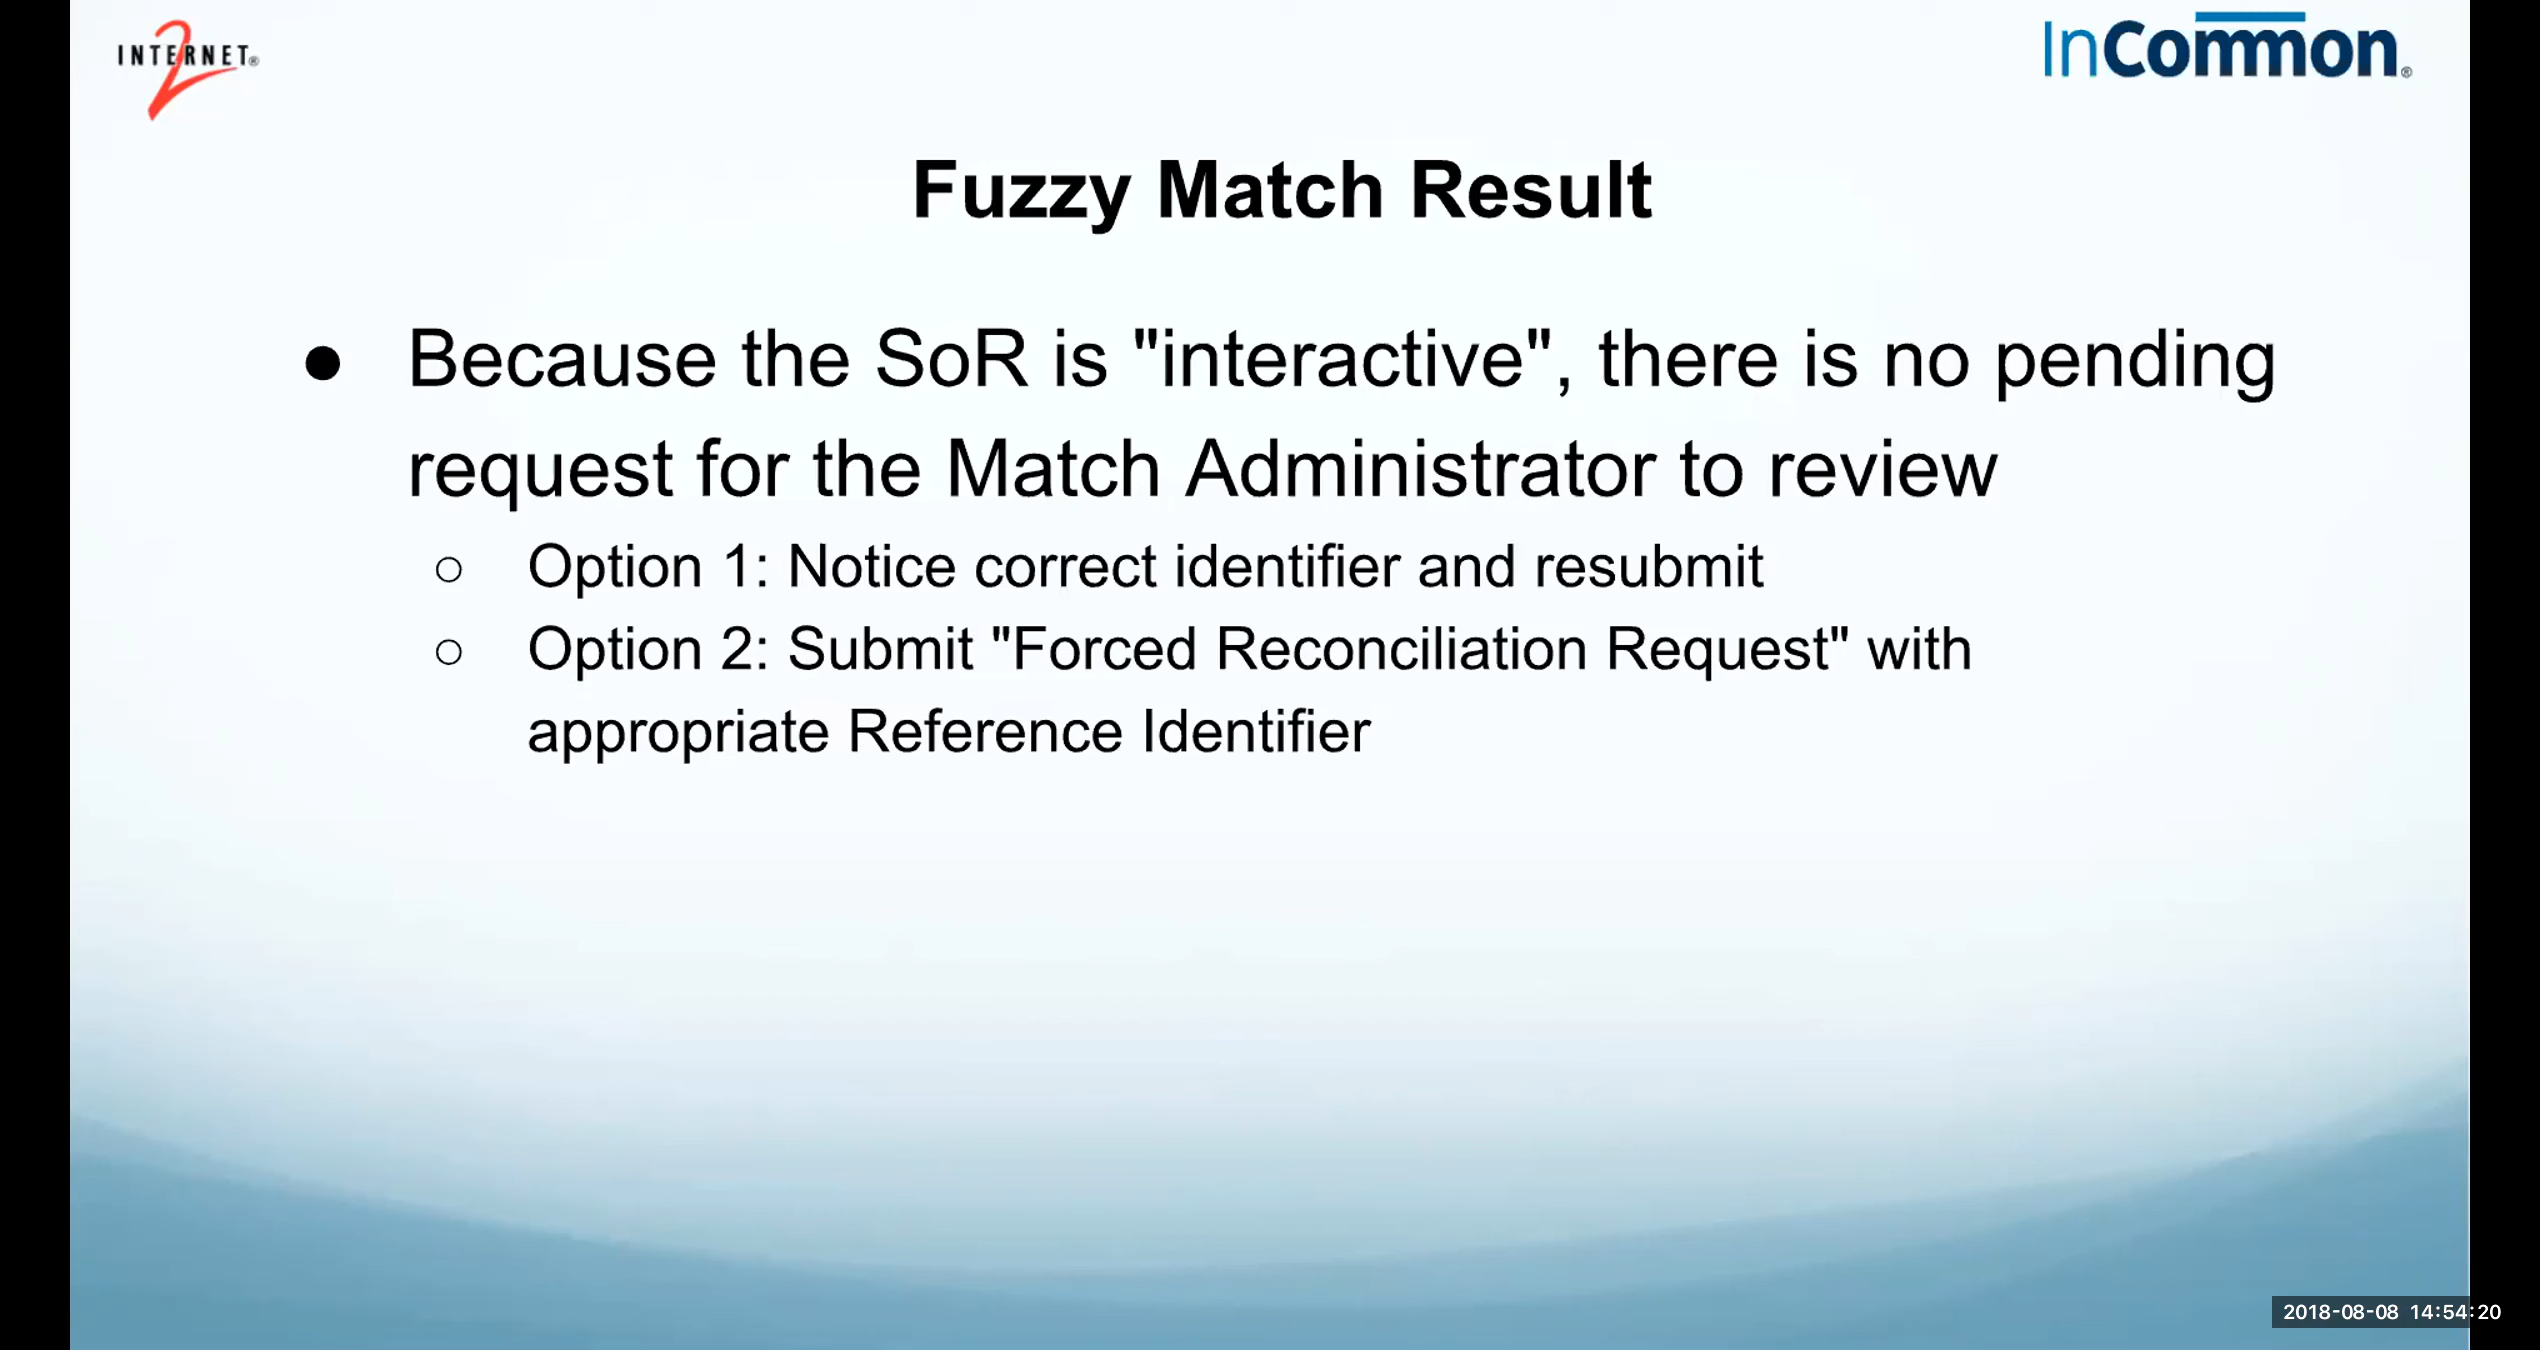 INTERNET®
2
InCommon®
Fuzzy Match Result
● Because the SoR is "interactive", there is no pending
request for the Match Administrator to review
○ Option 1: Notice correct identifier and resubmit
○ Option 2: Submit "Forced Reconciliation Request" with
appropriate Reference Identifier
2018-08-08 14:54:20